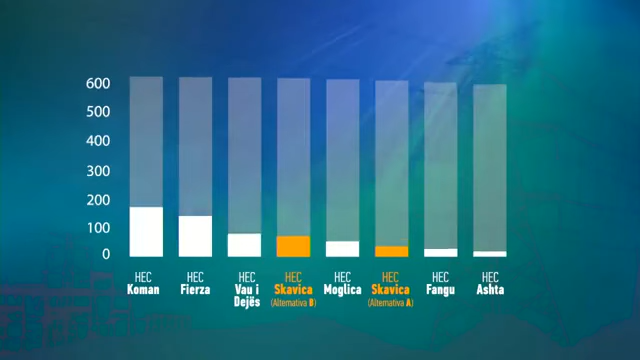 600
500
400
300
200
100
0
HEC
Koman
HEC
Fierza
HEC
Vau i
Dejës
HEC
Skavica
(Alternativa B)
HEC
Moglica
HEC
Skavica
(Alternativa A)
HEC
Fangu
HEC
Ashta